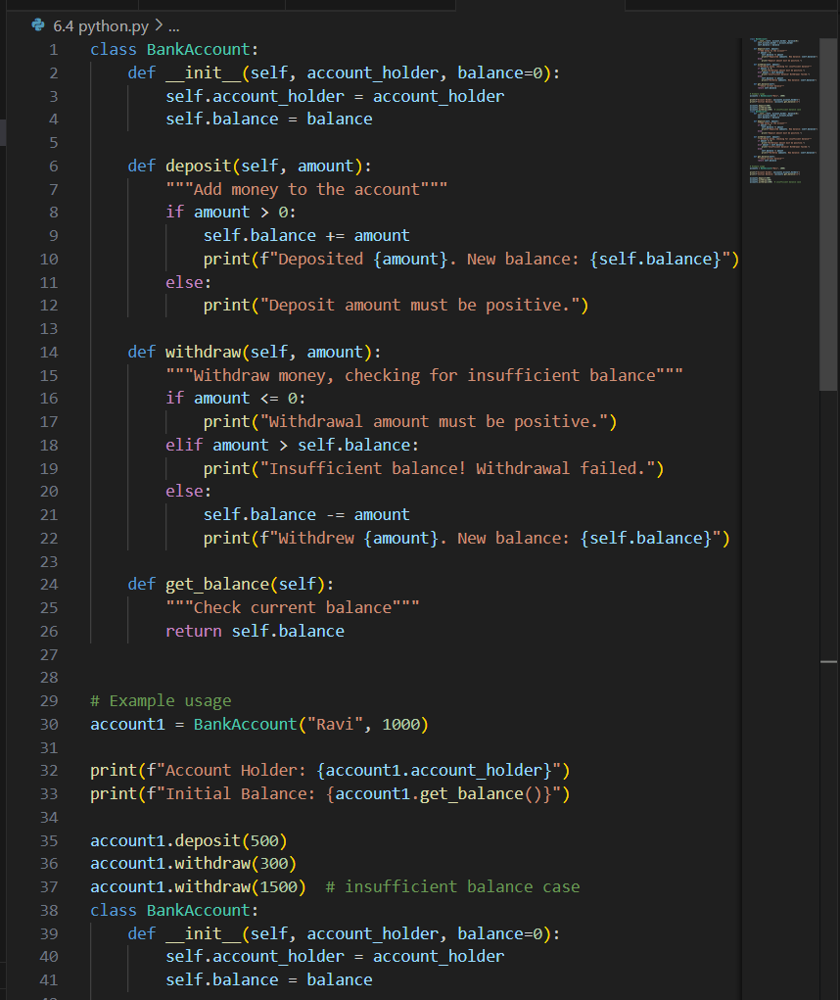 6.4 python.py > ...
1 class BankAccount:
2     def __init__(self, account_holder, balance=0):
3         self.account_holder = account_holder
4         self.balance = balance
5
6     def deposit(self, amount):
7         """Add money to the account"""
8         if amount > 0:
9             self.balance += amount
10             print(f"Deposited {amount}. New balance: {self.balance}")
11         else:
12             print("Deposit amount must be positive.")
13
14     def withdraw(self, amount):
15         """Withdraw money, checking for insufficient balance"""
16         if amount <= 0:
17             print("Withdrawal amount must be positive.")
18         elif amount > self.balance:
19             print("Insufficient balance! Withdrawal failed.")
20         else:
21             self.balance -= amount
22             print(f"Withdrew {amount}. New balance: {self.balance}")
23
24     def get_balance(self):
25         """Check current balance"""
26         return self.balance
27
28
29 # Example usage
30 account1 = BankAccount("Ravi", 1000)
31
32 print(f"Account Holder: {account1.account_holder}")
33 print(f"Initial Balance: {account1.get_balance()}")
34
35 account1.deposit(500)
36 account1.withdraw(300)
37 account1.withdraw(1500)  # insufficient balance case
38 class BankAccount:
39     def __init__(self, account_holder, balance=0):
40         self.account_holder = account_holder
41         self.balance = balance